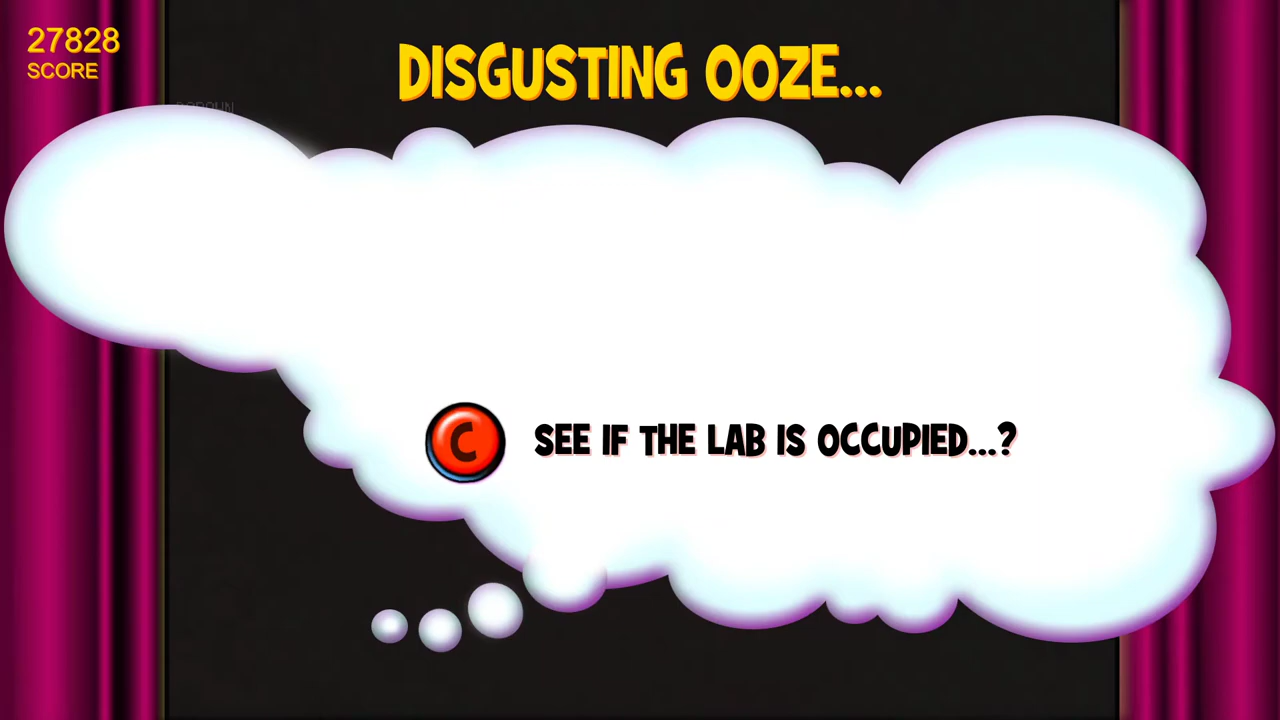 27828
SCORE
DISGUSTING OOZE...
C SEE IF THE LAB IS OCCUPIED...?